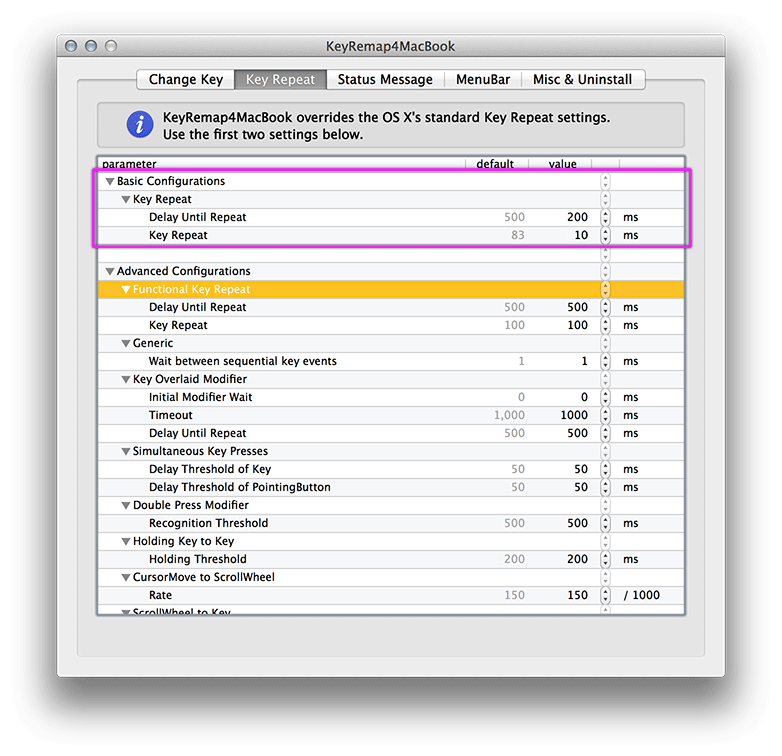 KeyRemap4MacBook
Change Key Key Repeat Status Message MenuBar Misc & Uninstall
KeyRemap4MacBook overrides the OS X's standard Key Repeat settings.
Use the first two settings below.
parameter default value
Basic Configurations
Key Repeat
Delay Until Repeat 500 200 ms
Key Repeat 83 10 ms
Advanced Configurations
Functional Key Repeat
Delay Until Repeat 500 500 ms
Key Repeat 100 100 ms
Generic
Wait between sequential key events 1 1 ms
Key Overlaid Modifier
Initial Modifier Wait 0 0 ms
Timeout 1,000 1000 ms
Delay Until Repeat 500 500 ms
Simultaneous Key Presses
Delay Threshold of Key 50 50 ms
Delay Threshold of PointingButton 50 50 ms
Double Press Modifier
Recognition Threshold 500 500 ms
Holding Key to Key
Holding Threshold 200 200 ms
CursorMove to ScrollWheel
Rate 150 150 / 1000
ScrollWheel to Key